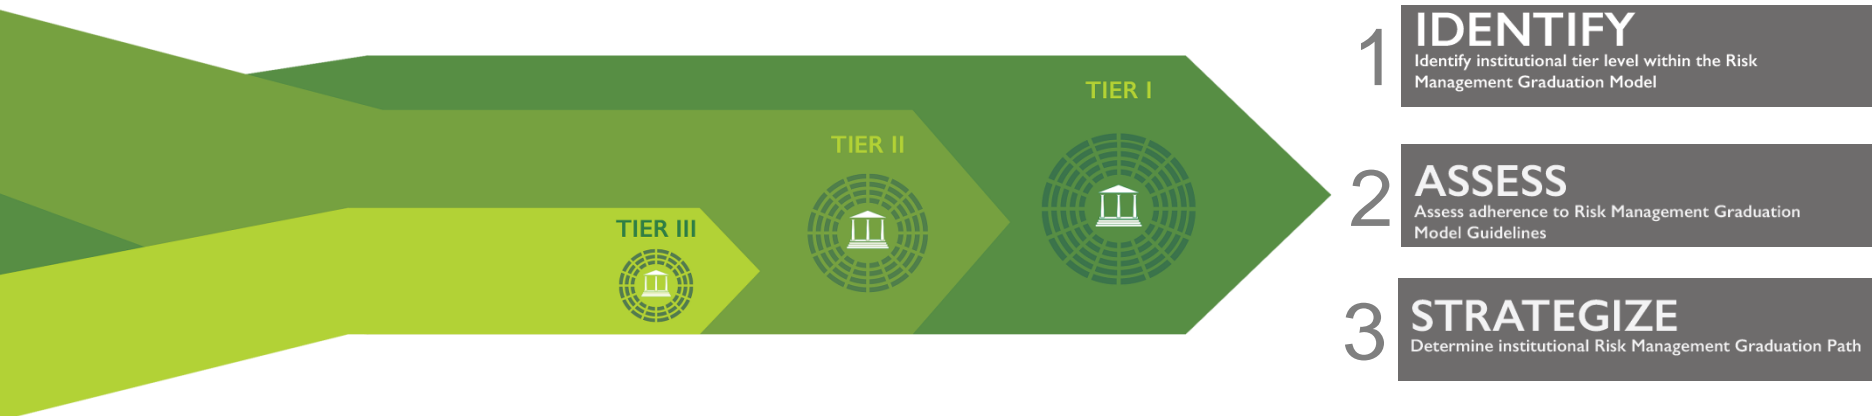 TIER I
TIER II
TIER III
1
IDENTIFY
Identify institutional tier level within the Risk
Management Graduation Model
2
ASSESS
Assess adherence to Risk Management Graduation
Model Guidelines
3
STRATEGIZE
Determine institutional Risk Management Graduation Path